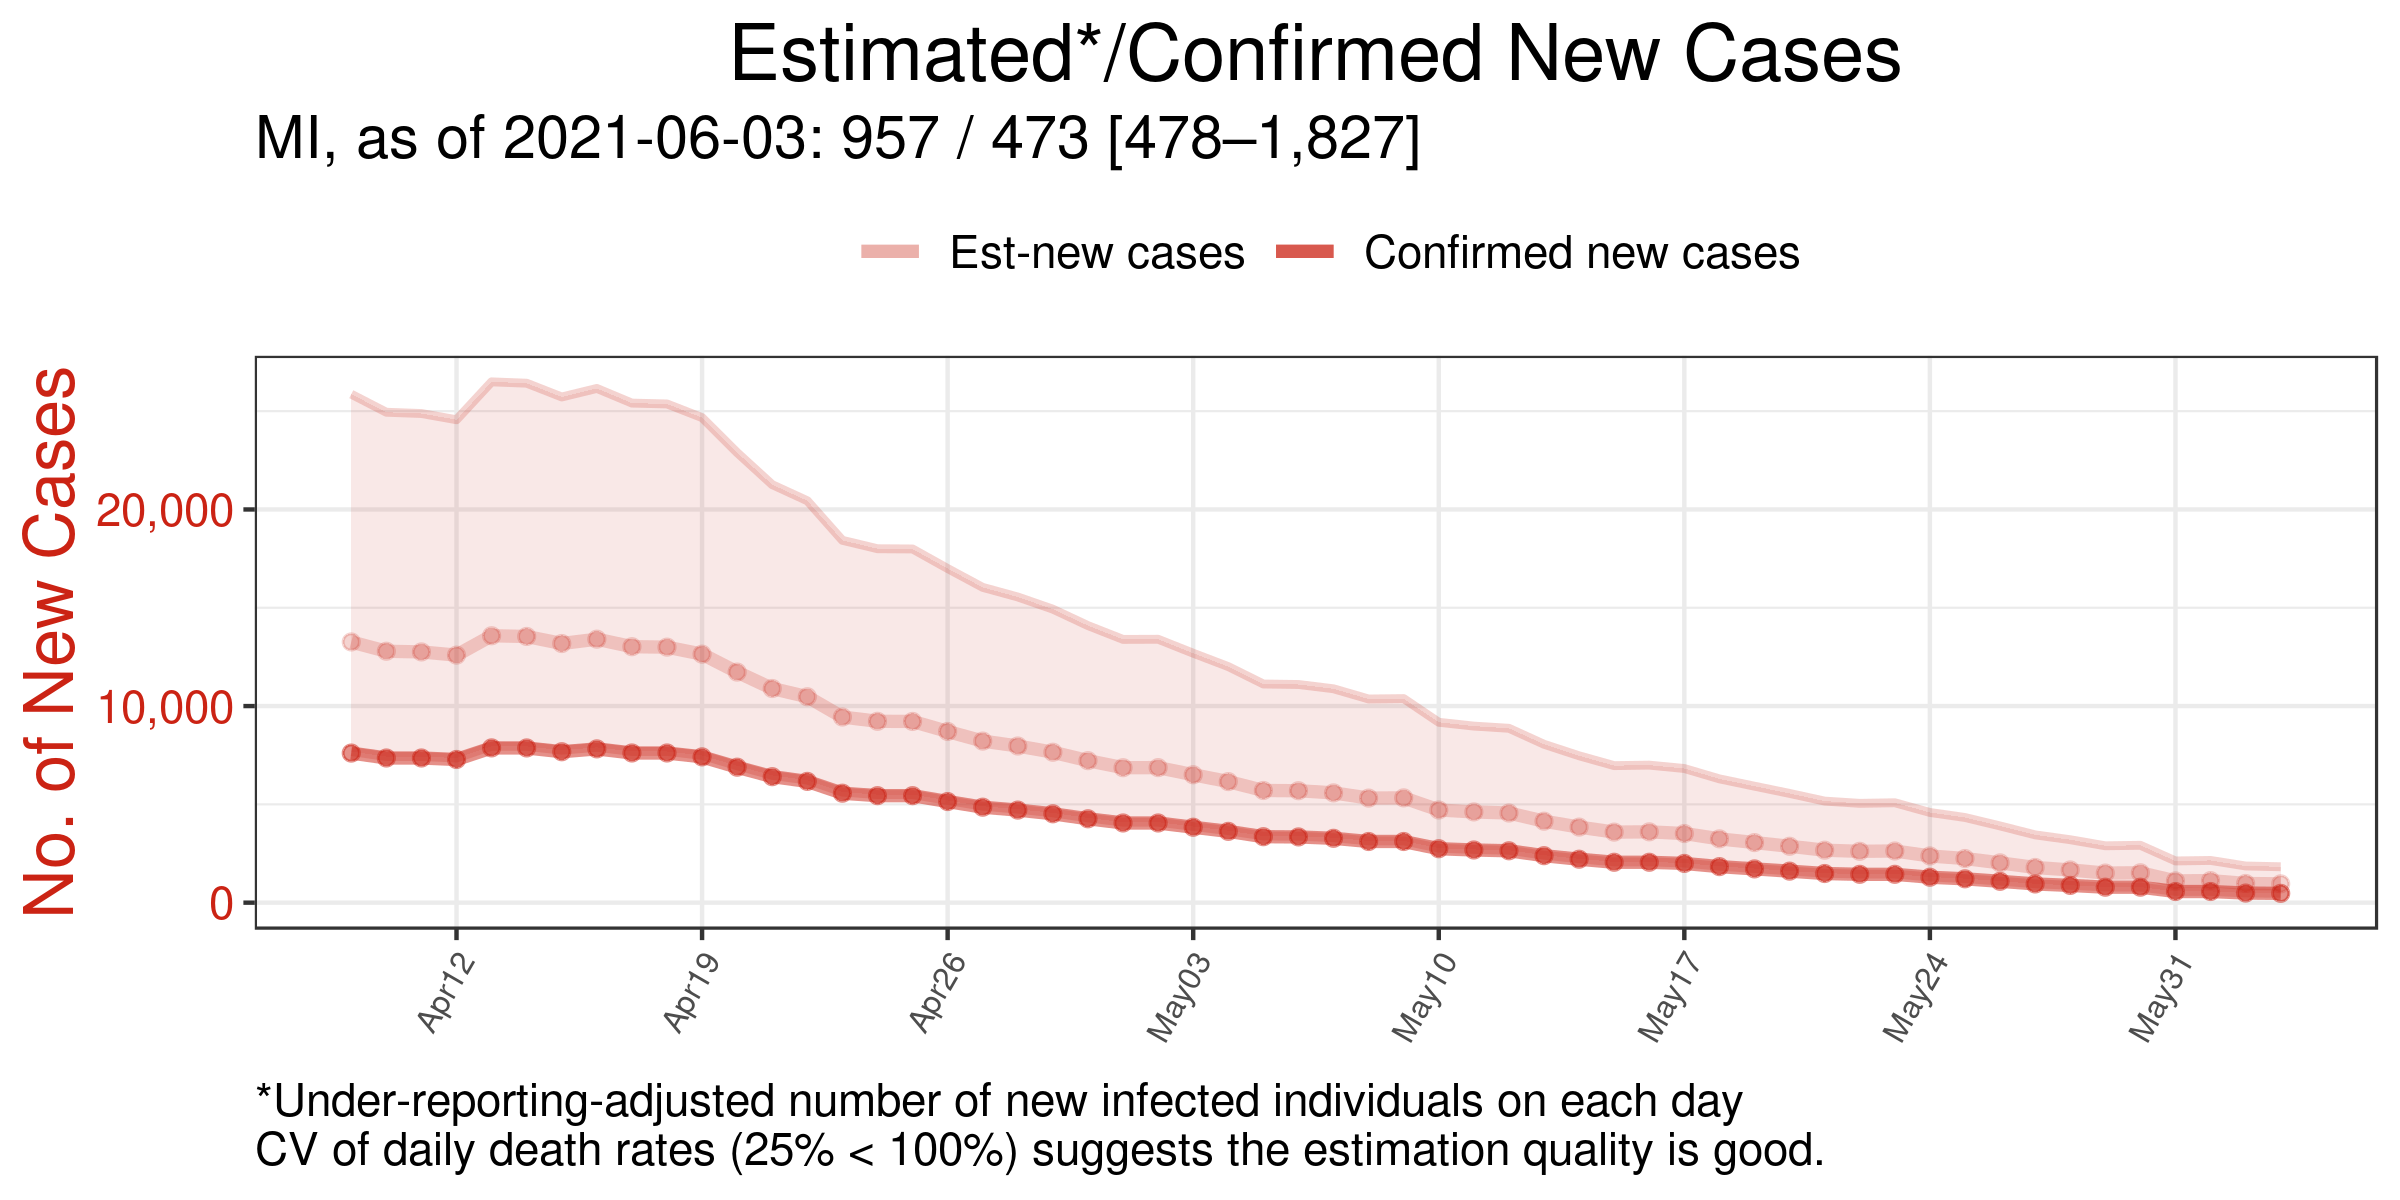 Estimated*/Confirmed New Cases
MI, as of 2021-06-03: 957 / 473 [478–1,827]
Est-new cases
Confirmed new cases
No. of New Cases
20,000
10,000
0
Apr12
Apr19
Apr26
May03
May10
May17
May24
May31
*Under-reporting-adjusted number of new infected individuals on each day
CV of daily death rates (25% < 100%) suggests the estimation quality is good.